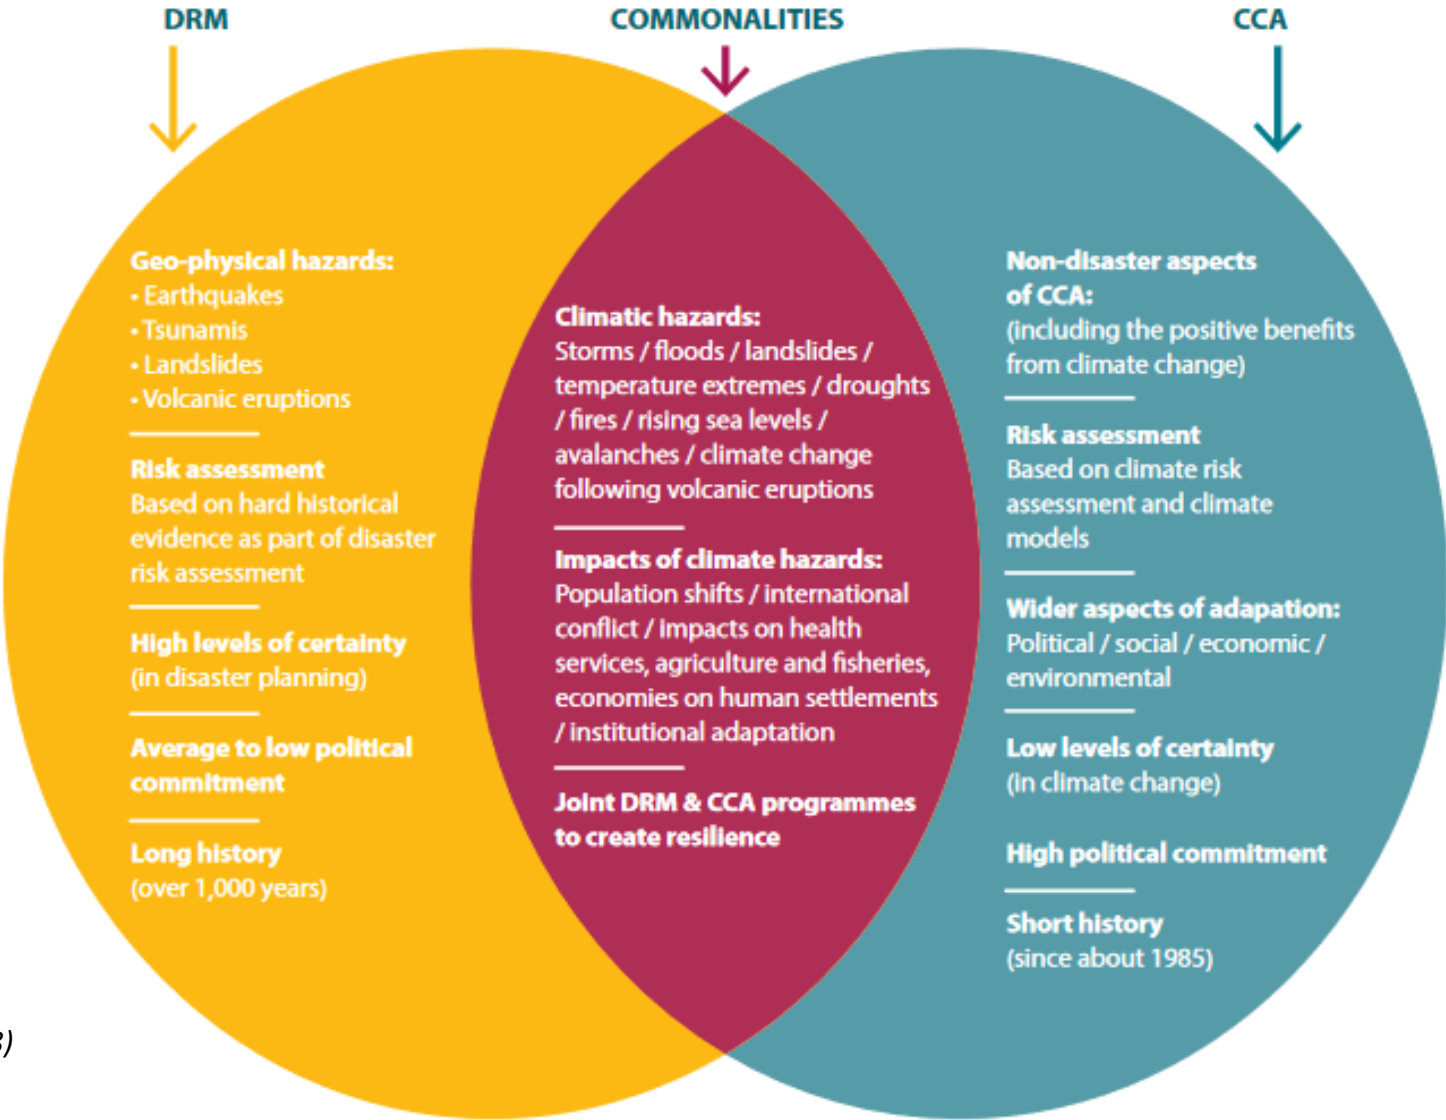 DRM
COMMONALITIES
CCA
Geo-physical hazards:
• Earthquakes
• Tsunamis
• Landslides
• Volcanic eruptions
Risk assessment
Based on hard historical
evidence as part of disaster
risk assessment
High levels of certainty
(in disaster planning)
Average to low political
commitment
Long history
(over 1,000 years)
Climatic hazards:
Storms / floods / landslides /
temperature extremes / droughts
/ fires / rising sea levels /
avalanches / climate change
following volcanic eruptions
Impacts of climate hazards:
Population shifts / international
conflict / impacts on health
services, agriculture and fisheries,
economies on human settlements
/ institutional adaptation
Joint DRM & CCA programmes
to create resilience
Non-disaster aspects
of CCA:
(including the positive benefits
from climate change)
Risk assessment
Based on climate risk
assessment and climate
models
Wider aspects of adapation:
Political / social / economic /
environmental
Low levels of certainty
(in climate change)
High political commitment
Short history
(since about 1985)